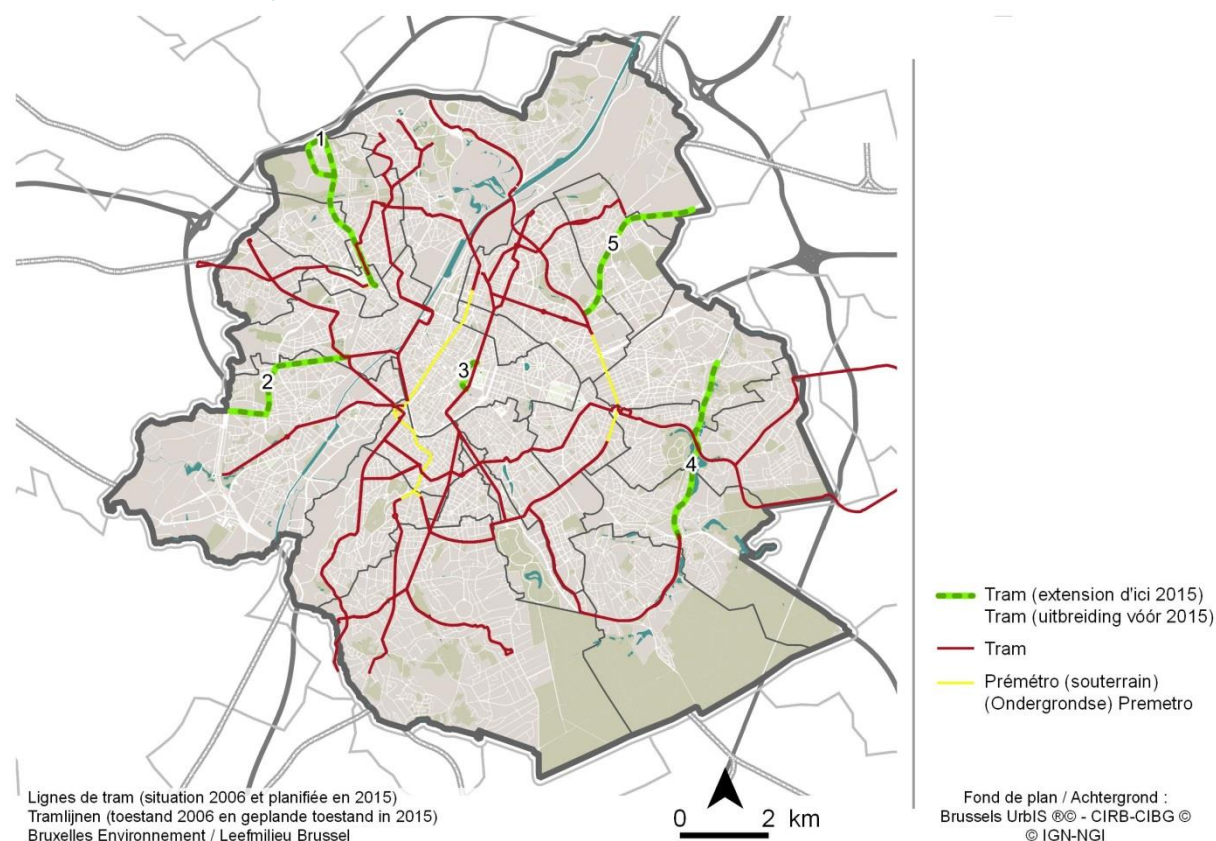 1
5
3
2
4
Tram (extension d'ici 2015)
Tram (uitbreiding vóór 2015)
Tram
Prémétro (souterrain)
(Ondergrondse) Premetro
Lignes de tram (situation 2006 et planifiée en 2015)
Tramlijnen (toestand 2006 en geplande toestand in 2015)
Bruxelles Environnement / Leefmilieu Brussel
0 2 km
Fond de plan / Achtergrond :
Brussels UrbIS ®© - CIRB-CIBG ©
© IGN-NGI